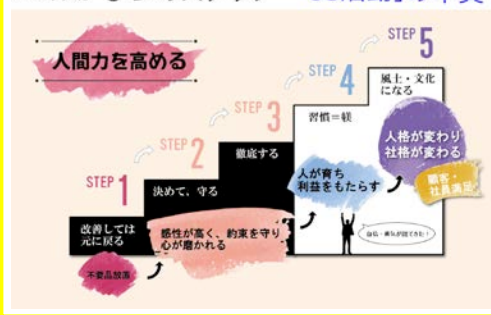 人間力を高める
STEP 1
改善しては
元に戻る
不要品放置
STEP 2
決めて、守る
感性が高く、約束を守り
心が磨かれる
STEP 3
徹底する
STEP 4
習慣=躾
人が育ち
利益をもたらす
STEP 5
風土・文化
になる
人格が変わり
社格が変わる
顧客・
社員満足